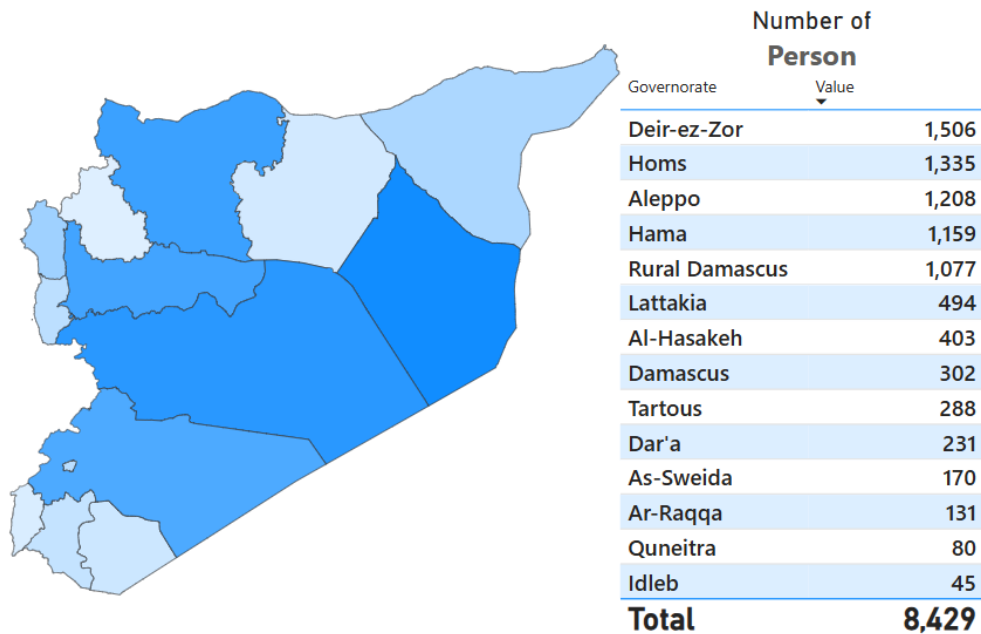 Number of
Person
Governorate Value
Deir-ez-Zor 1,506
Homs 1,335
Aleppo 1,208
Hama 1,159
Rural Damascus 1,077
Lattakia 494
Al-Hasakeh 403
Damascus 302
Tartous 288
Dar'a 231
As-Sweida 170
Ar-Raqqa 131
Quneitra 80
Idleb 45
Total 8,429